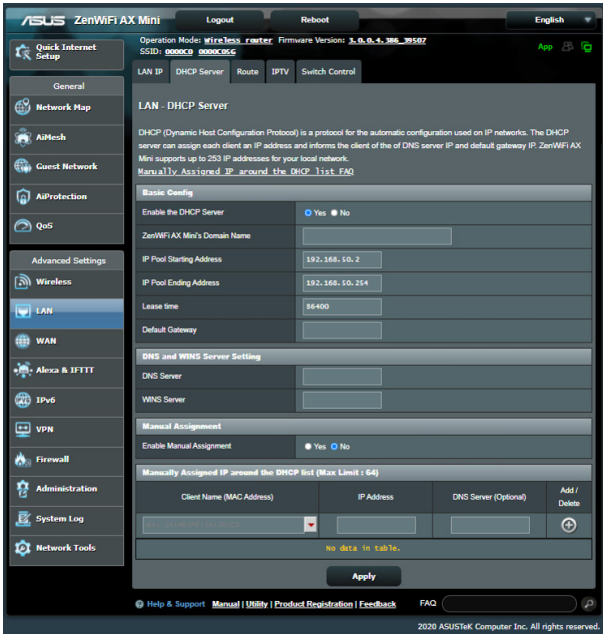 ASUS ZenWiFi AX Mini Logout Reboot English
Quick Internet
Setup
Operation Mode: Wireless router Firmware Version: 3.0.0.4.386_39507
SSID: 0000C0 0000C05G
App
General
Network Map
AiMesh
Guest Network
AiProtection
QoS
Advanced Settings
Wireless
LAN
WAN
Alexa & IFTTT
IPv6
VPN
Firewall
Administration
System Log
Network Tools
LAN IP DHCP Server Route IPTV Switch Control
LAN - DHCP Server
DHCP (Dynamic Host Configuration Protocol) is a protocol for the automatic configuration used on IP networks. The DHCP
server can assign each client an IP address and informs the client of the of DNS server IP and default gateway IP. ZenWiFi AX
Mini supports up to 253 IP addresses for your local network.
Manually Assigned IP around the DHCP list FAQ
Basic Config
Enable the DHCP Server Yes No
ZenWiFi AX Mini's Domain Name
IP Pool Starting Address 192.168.50.2
IP Pool Ending Address 192.168.50.254
Lease time 86400
Default Gateway
DNS and WINS Server Setting
DNS Server
WINS Server
Manual Assignment
Enable Manual Assignment Yes No
Manually Assigned IP around the DHCP list (Max Limit : 64)
Client Name (MAC Address) IP Address DNS Server (Optional) Add /
Delete
No data in table.
Apply
Help & Support Manual | Utility | Product Registration | Feedback FAQ
2020 ASUSTeK Computer Inc. All rights reserved.